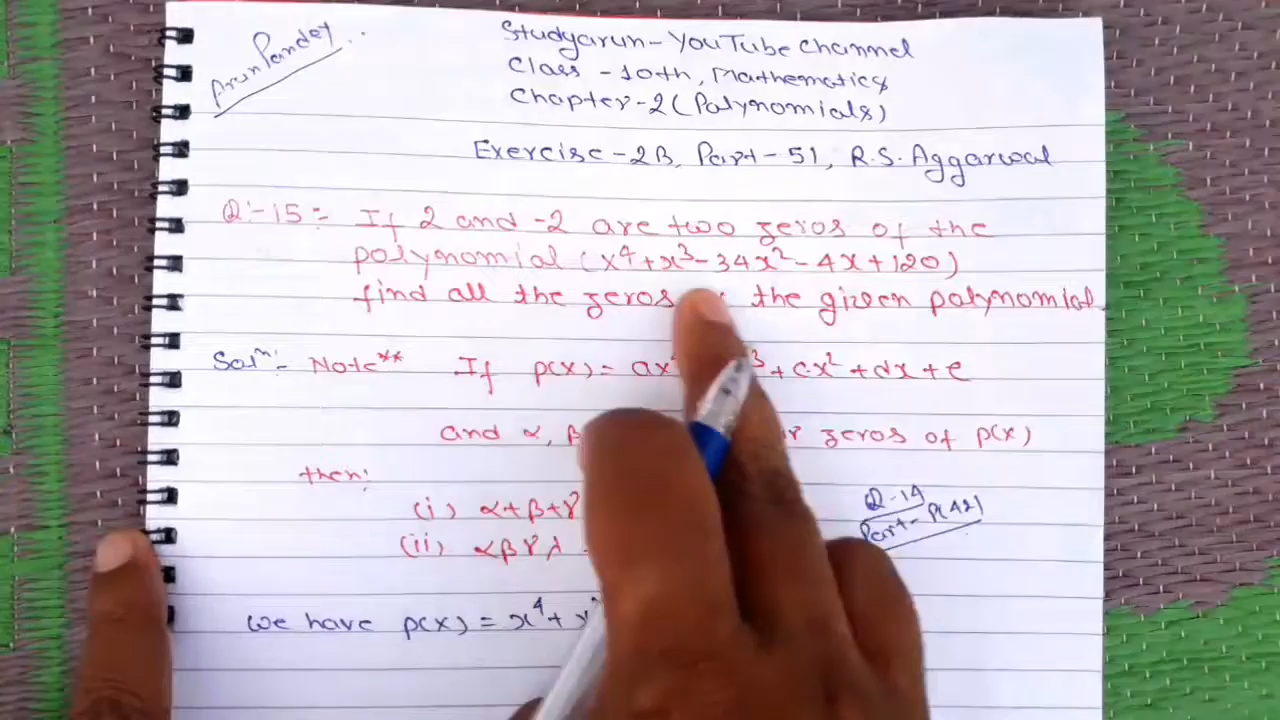 Arun Pandey...
Studyarun-YouTube channel
Class -10th, Mathematics
Chapter-2(Polynomials)
Exercise-2B, Part-51, R.S. Aggarwal
Q:-15:- If 2 and -2 are two zeros of the
polynomial (x⁴+x³-34x²-4x+120)
find all the zeros the given polynomial
Solⁿ:- Note** If p(x)= ax ³+cx²+dx+e
and α, β zeros of p(x)
then:
(i) α+β+γ
(ii) αβγλ
Q-14
Part-P(42)
we have p(x) = x⁴+x